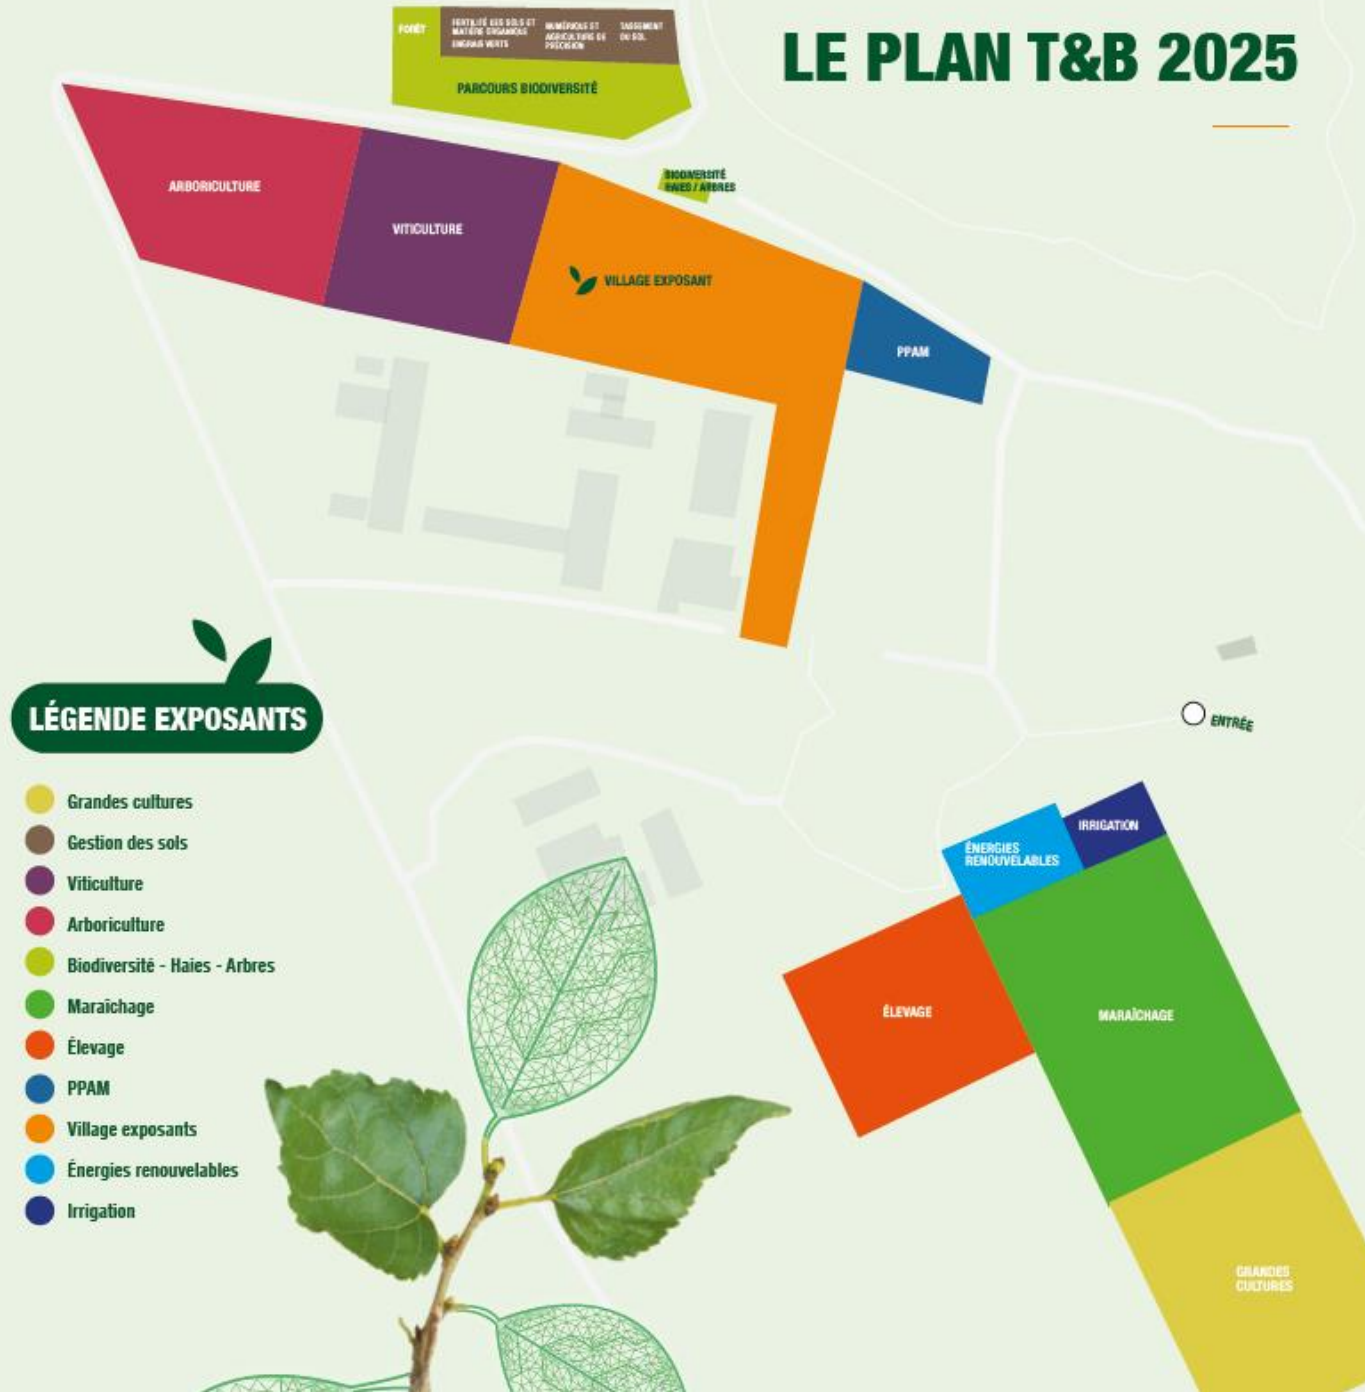 LE PLAN T&B 2025
FORÊT
FERTILITÉ DES SOLS ET
MATIÈRE ORGANIQUE
ENGRAIS VERTS
NUMÉRIQUE ET
AGRICULTURE DE
PRÉCISION
TASSEMENT
DU SOL
PARCOURS BIODIVERSITÉ
BIODIVERSITÉ
HAIES / ARBRES
ARBORICULTURE
VITICULTURE
VILLAGE EXPOSANT
PPAM
ENTRÉE
IRRIGATION
ÉNERGIES
RENOUVELABLES
ÉLEVAGE
MARAÎCHAGE
GRANDES
CULTURES
LÉGENDE EXPOSANTS
Grandes cultures
Gestion des sols
Viticulture
Arboriculture
Biodiversité - Haies - Arbres
Maraîchage
Élevage
PPAM
Village exposants
Énergies renouvelables
Irrigation